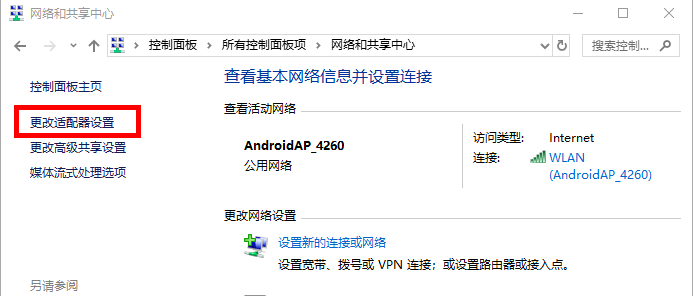 网络和共享中心
控制面板 › 所有控制面板项 › 网络和共享中心
搜索控制...
控制面板主页
更改适配器设置
更改高级共享设置
媒体流式处理选项
另请参阅
查看基本网络信息并设置连接
查看活动网络
AndroidAP_4260
公用网络
访问类型: Internet
连接: WLAN
(AndroidAP_4260)
更改网络设置
设置新的连接或网络
设置宽带、拨号或 VPN 连接；或设置路由器或接入点。